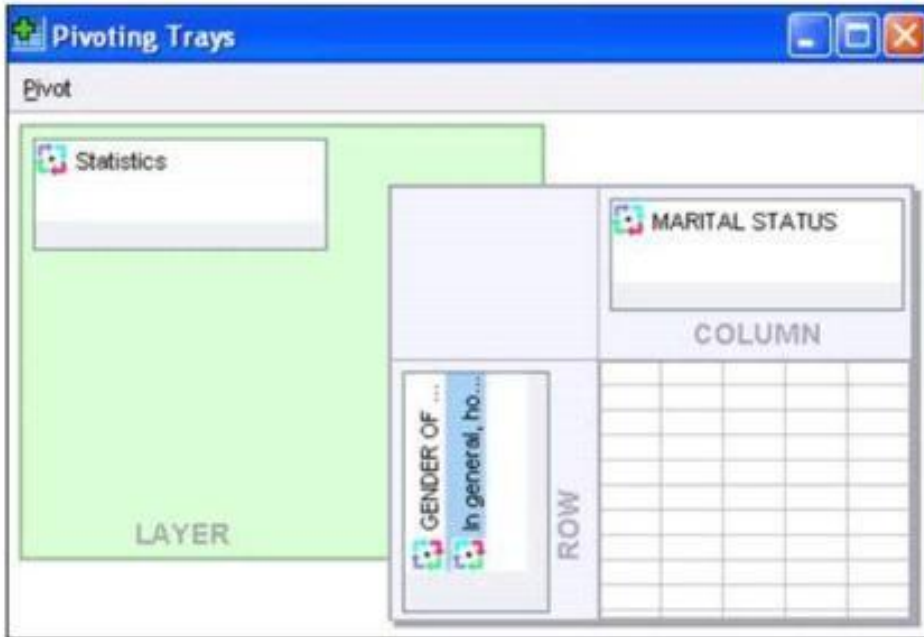 Pivoting Trays
Pivot
Statistics
MARITAL STATUS
COLUMN
GENDER OF ...
In general, ho...
ROW
LAYER